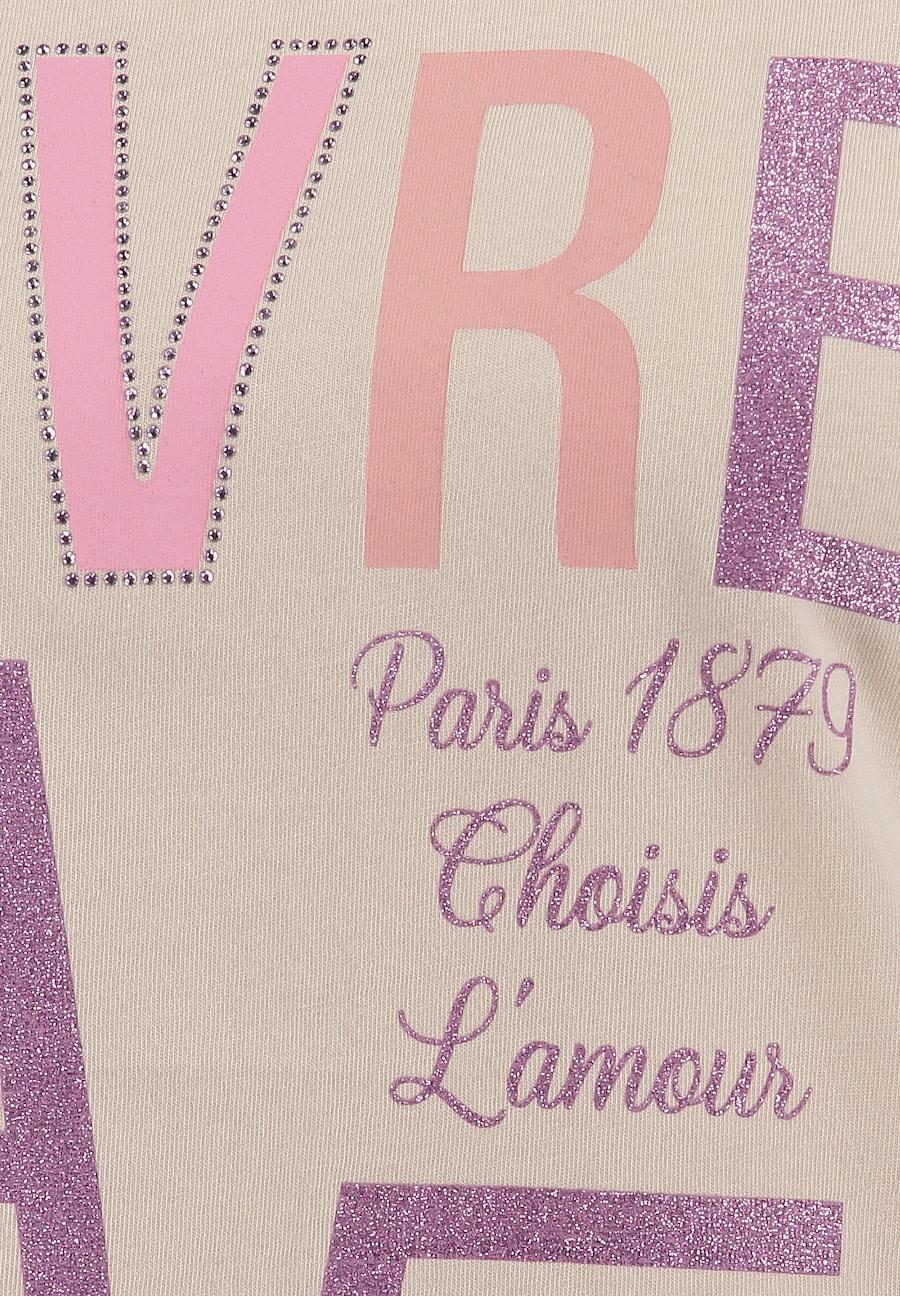 VRE
Paris 1879
Choisis
L'amour